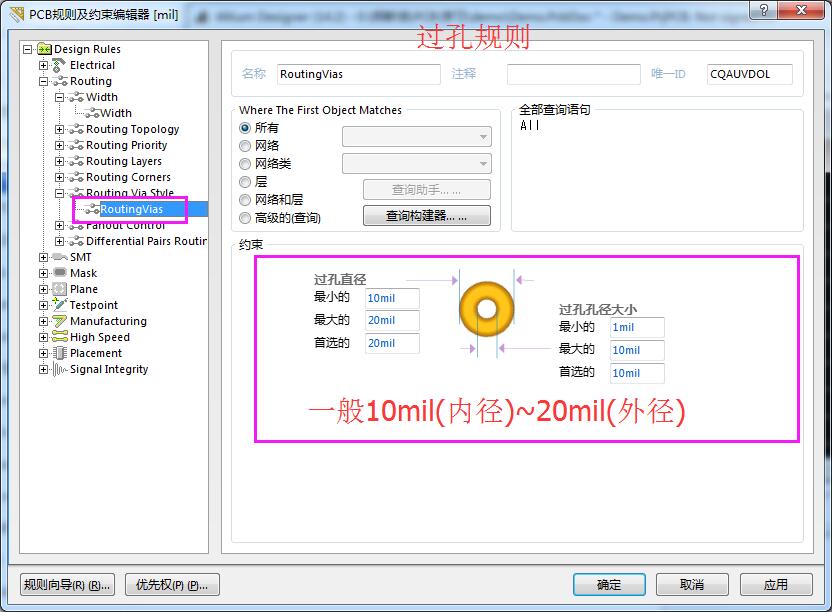 PCB规则及约束编辑器 [mil]
过孔规则
Design Rules
Electrical
Routing
Width
Width
Routing Topology
Routing Priority
Routing Layers
Routing Corners
Routing Via Style
RoutingVias
Fanout Control
Differential Pairs Routin
SMT
Mask
Plane
Testpoint
Manufacturing
High Speed
Placement
Signal Integrity
名称 RoutingVias 注释 唯一ID CQAUVDOL
Where The First Object Matches
所有
网络
网络类
层
网络和层
高级的(查询)
查询助手... ...
查询构建器... ...
全部查询语句
All
约束
过孔直径
最小的 10mil
最大的 20mil
首选的 20mil
过孔孔径大小
最小的 1mil
最大的 10mil
首选的 10mil
一般10mil(内径)~20mil(外径)
规则向导(R) (R)... 优先权(P) (P)... 确定 取消 应用